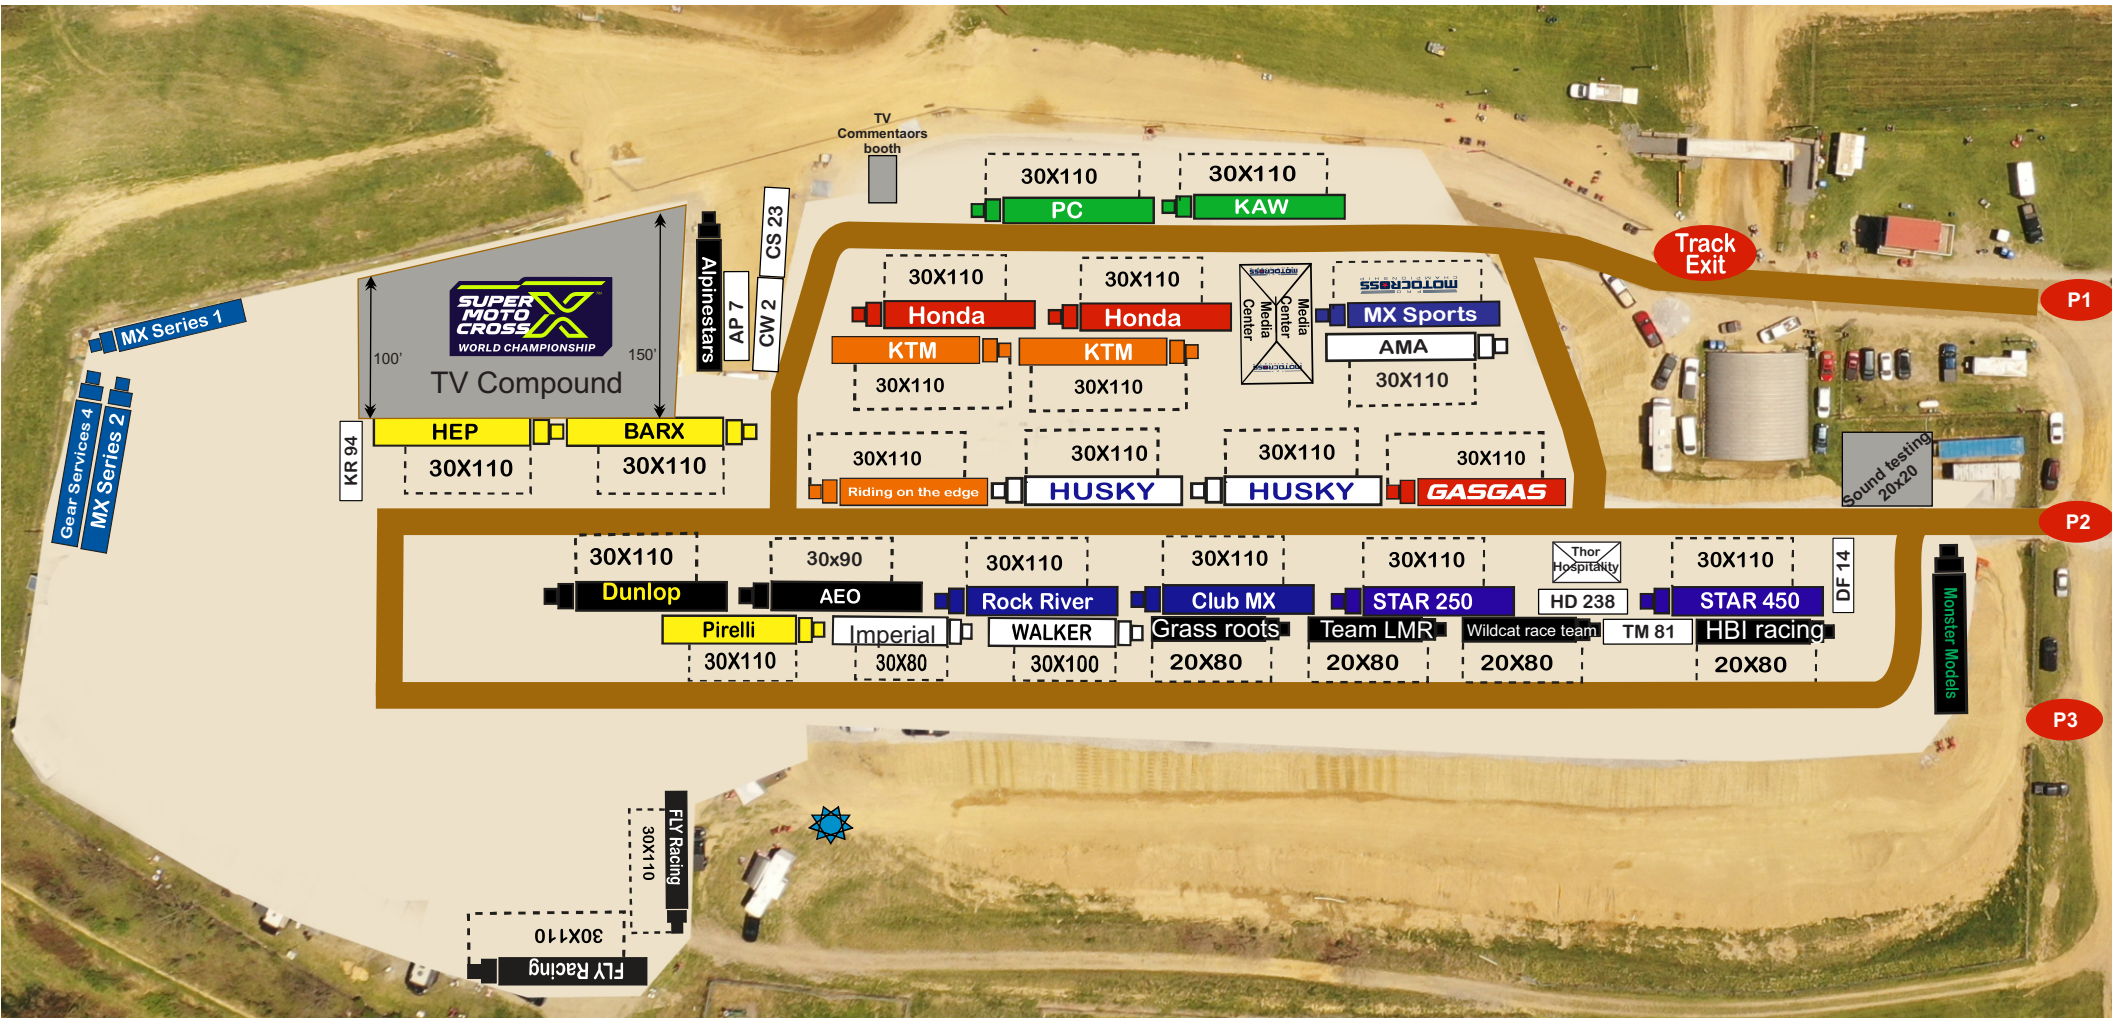 TV
Commentaors
booth
30X110
PC
30X110
KAW
Track
Exit
P1
CS 23
Alpinestars
AP 7
CW 2
SUPER
MOTO
CROSS
WORLD CHAMPIONSHIP
TV Compound
100'
150'
MX Series 1
Gear Services 4
MX Series 2
30X110
Honda
30X110
Honda
KTM
30X110
KTM
30X110
MOTOCROSS
Media
Center
Media
Center
MOTOCROSS
CHAMPIONSHIP
MOTOCROSS
MX Sports
AMA
30X110
KR 94
HEP
30X110
BARX
30X110
30X110
Riding on the edge
30X110
HUSKY
30X110
HUSKY
30X110
GASGAS
Sound testing
20x20
P2
30X110
Dunlop
30x90
AEO
30X110
Rock River
30X110
Club MX
30X110
STAR 250
Thor
Hospitality
HD 238
30X110
STAR 450
DF 14
Monster Models
Pirelli
30X110
Imperial
30X80
WALKER
30X100
Grass roots
20X80
Team LMR
20X80
Wildcat race team
20X80
TM 81
HBI racing
20X80
P3
FLY Racing
30X110
30X110
FLY Racing